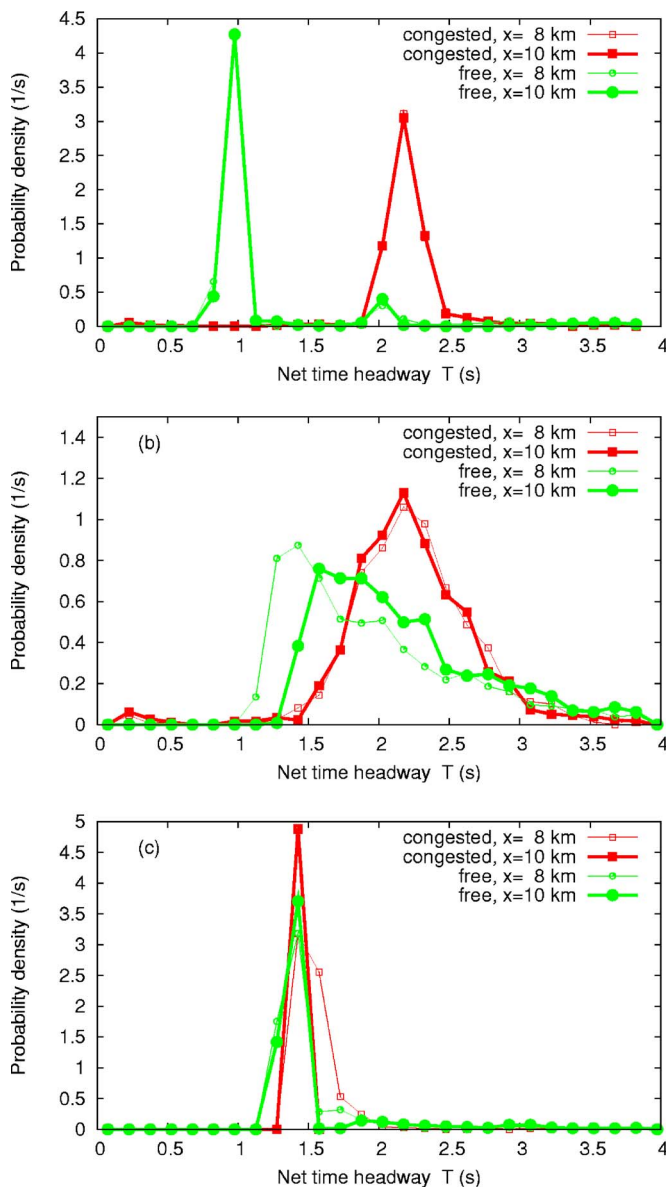 4.5
4
3.5
3
2.5
2
1.5
1
0.5
0
Probability density (1/s)
congested, x= 8 km
congested, x=10 km
free, x= 8 km
free, x=10 km
0 0.5 1 1.5 2 2.5 3 3.5 4
Net time headway T (s)
1.4
1.2
1
0.8
0.6
0.4
0.2
0
Probability density (1/s)
(b)
congested, x= 8 km
congested, x=10 km
free, x= 8 km
free, x=10 km
0 0.5 1 1.5 2 2.5 3 3.5 4
Net time headway T (s)
5
4.5
4
3.5
3
2.5
2
1.5
1
0.5
0
Probability density (1/s)
(c)
congested, x= 8 km
congested, x=10 km
free, x= 8 km
free, x=10 km
0 0.5 1 1.5 2 2.5 3 3.5 4
Net time headway T (s)